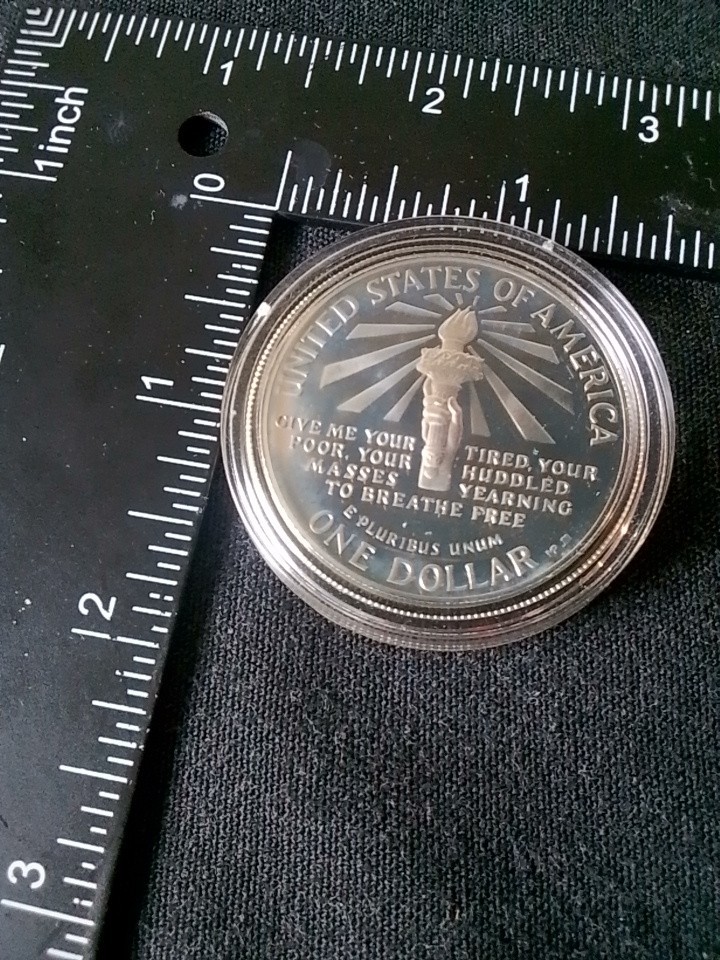 1 2 3
1 inch
0 1
1
2
3
UNITED STATES OF AMERICA
GIVE ME YOUR TIRED, YOUR
POOR, YOUR HUDDLED
MASSES YEARNING
TO BREATHE FREE
E PLURIBUS UNUM
ONE DOLLAR